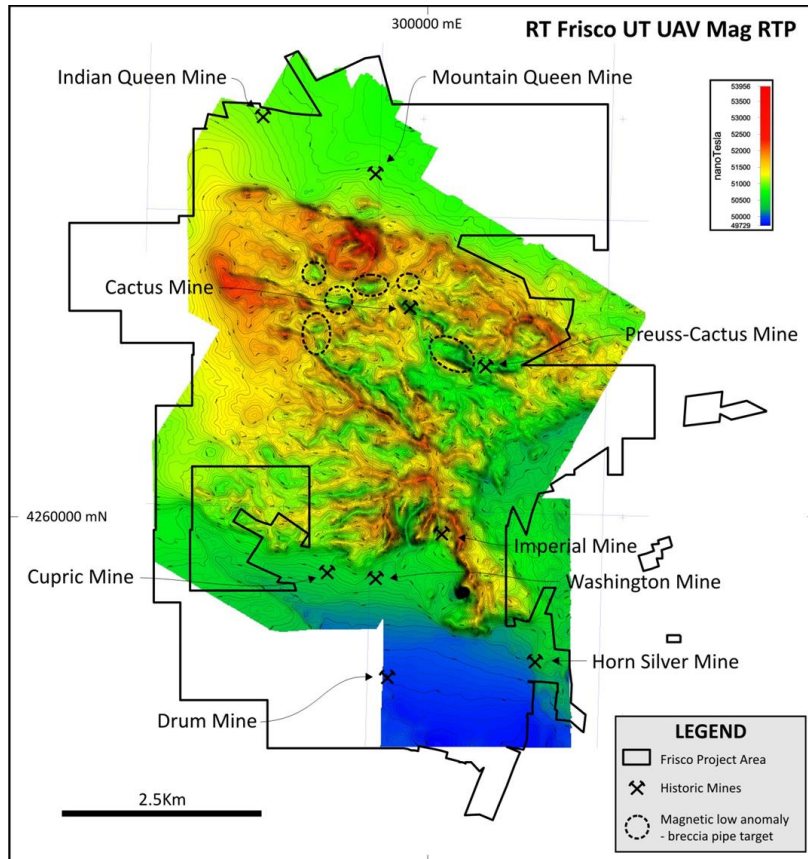 300000 mE
RT Frisco UT UAV Mag RTP
Indian Queen Mine
Mountain Queen Mine
53956
53500
53000
52500
52000
51500
51000
50500
50000
49729
nanoTesla
Cactus Mine
Preuss-Cactus Mine
4260000 mN
Imperial Mine
Cupric Mine
Washington Mine
Horn Silver Mine
Drum Mine
2.5Km
LEGEND
Frisco Project Area
Historic Mines
Magnetic low anomaly
- breccia pipe target